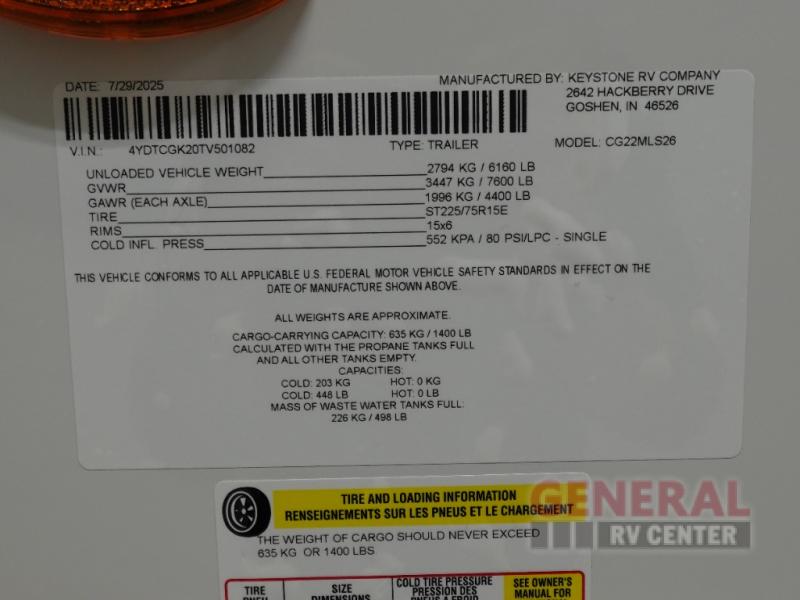 DATE: 7/29/2025 MANUFACTURED BY: KEYSTONE RV COMPANY
2642 HACKBERRY DRIVE
GOSHEN, IN 46526
V.I.N.: 4YDTCGK20TV501082 TYPE: TRAILER MODEL: CG22MLS26
UNLOADED VEHICLE WEIGHT 2794 KG / 6160 LB
GVWR 3447 KG / 7600 LB
GAWR (EACH AXLE) 1996 KG / 4400 LB
TIRE ST225/75R15E
RIMS 15x6
COLD INFL. PRESS 552 KPA / 80 PSI/LPC - SINGLE
THIS VEHICLE CONFORMS TO ALL APPLICABLE U.S. FEDERAL MOTOR VEHICLE SAFETY STANDARDS IN EFFECT ON THE
DATE OF MANUFACTURE SHOWN ABOVE.
ALL WEIGHTS ARE APPROXIMATE.
CARGO-CARRYING CAPACITY: 635 KG / 1400 LB
CALCULATED WITH THE PROPANE TANKS FULL
AND ALL OTHER TANKS EMPTY.
CAPACITIES:
COLD: 203 KG HOT: 0 KG
COLD: 448 LB HOT: 0 LB
MASS OF WASTE WATER TANKS FULL:
226 KG / 498 LB
TIRE AND LOADING INFORMATION
RENSEIGNEMENTS SUR LES PNEUS ET LE CHARGEMENT
THE WEIGHT OF CARGO SHOULD NEVER EXCEED
635 KG OR 1400 LBS
GENERAL
RV CENTER
TIRE SIZE COLD TIRE PRESSURE SEE OWNER'S
PNEU DIMENSIONS PRESSION DES MANUAL FOR
PNEUS A FROID